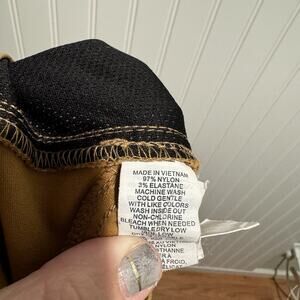 MADE IN VIETNAM
97% NYLON
3% ELASTANE
MACHINE WASH
COLD GENTLE
WITH LIKE COLORS
WASH INSIDE OUT
NON-CHLORINE
BLEACH WHEN NEEDED
TUMBLE DRY LOW